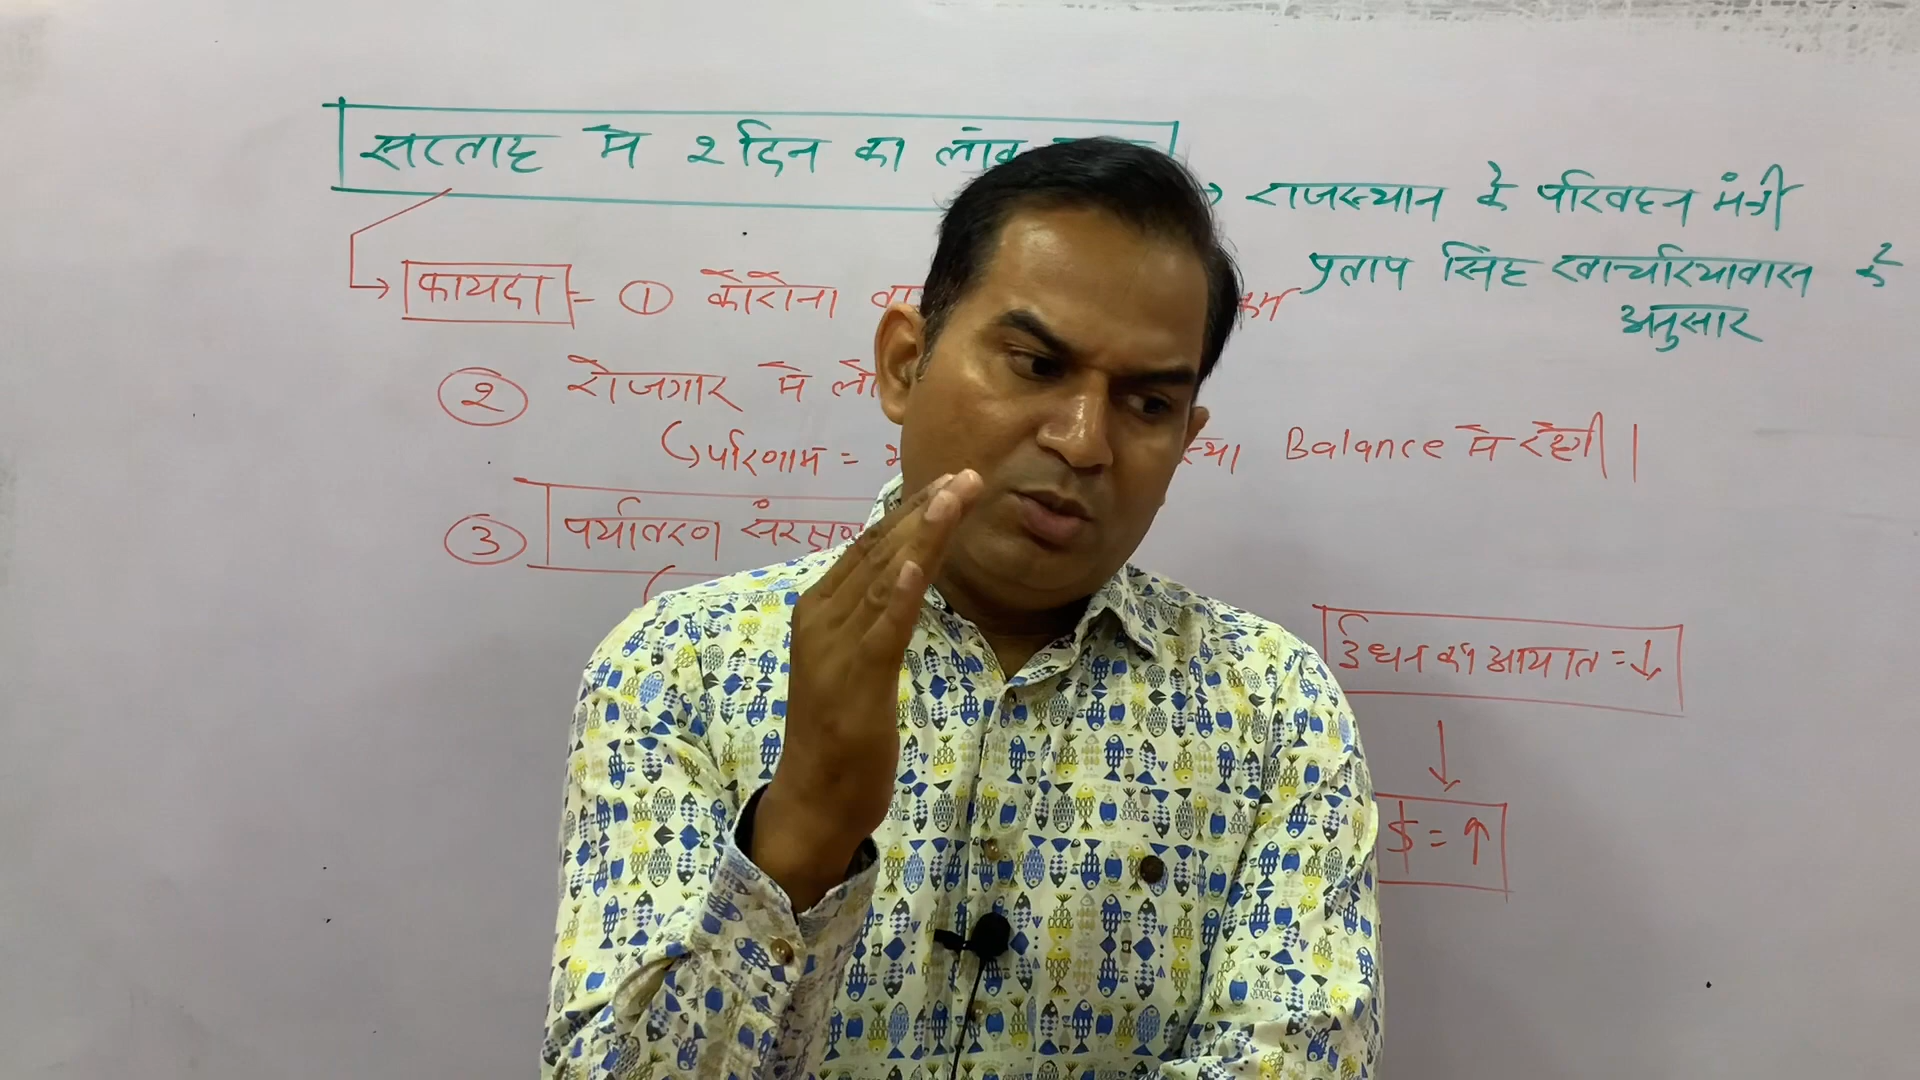 सप्ताह में २ दिन का लॉक
राजस्थान के परिवहन मंत्री
प्रताप सिंह खाचरियावास के
अनुसार
फायदा = ① कोरोना
② रोजगार में
परिणाम = Balance में रहेगी।
③ पर्यावरण संरक्षण
ईंधन का आयात = ↓
↓
$ = ↑